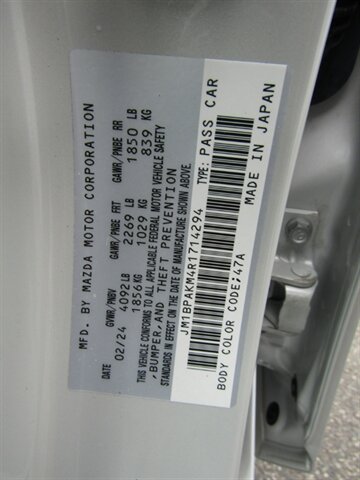 MFD. BY MAZDA MOTOR CORPORATION
DATE GVWR/PNBV GAWR/PNBE FRT GAWR/PNBE RR
02/24 4092LB 2269 LB 1850 LB
1856KG 1029 KG 839 KG
THIS VEHICLE CONFORMS TO ALL APPLICABLE FEDERAL MOTOR VEHICLE SAFETY
,BUMPER,AND THEFT PREVENTION
STANDARDS IN EFFECT ON THE DATE OF MANUFACTURE SHOWN ABOVE.
JM1BPAKM4R1714294 TYPE: PASS CAR
BODY COLOR CODE:47A MADE IN JAPAN